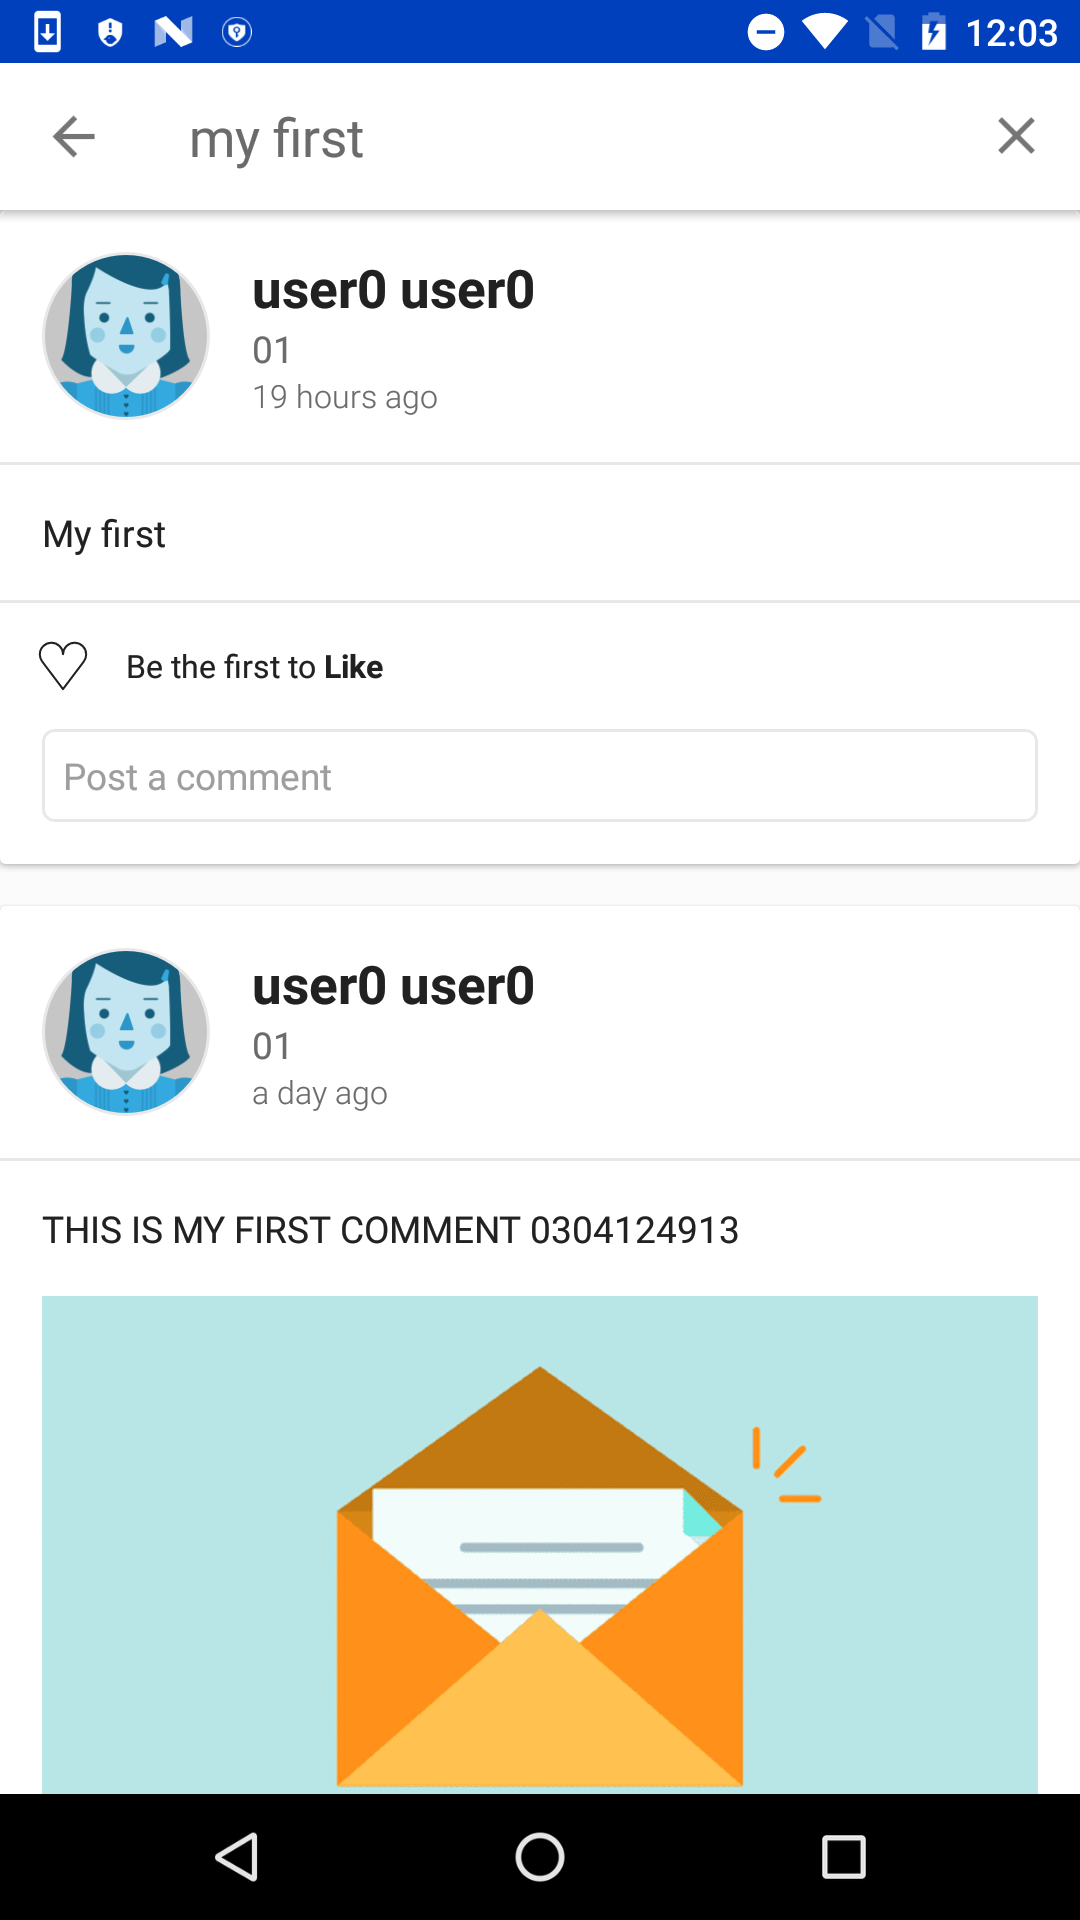 12:03
my first
user0 user0
01
19 hours ago
My first
Be the first to Like
Post a comment
user0 user0
01
a day ago
THIS IS MY FIRST COMMENT 0304124913